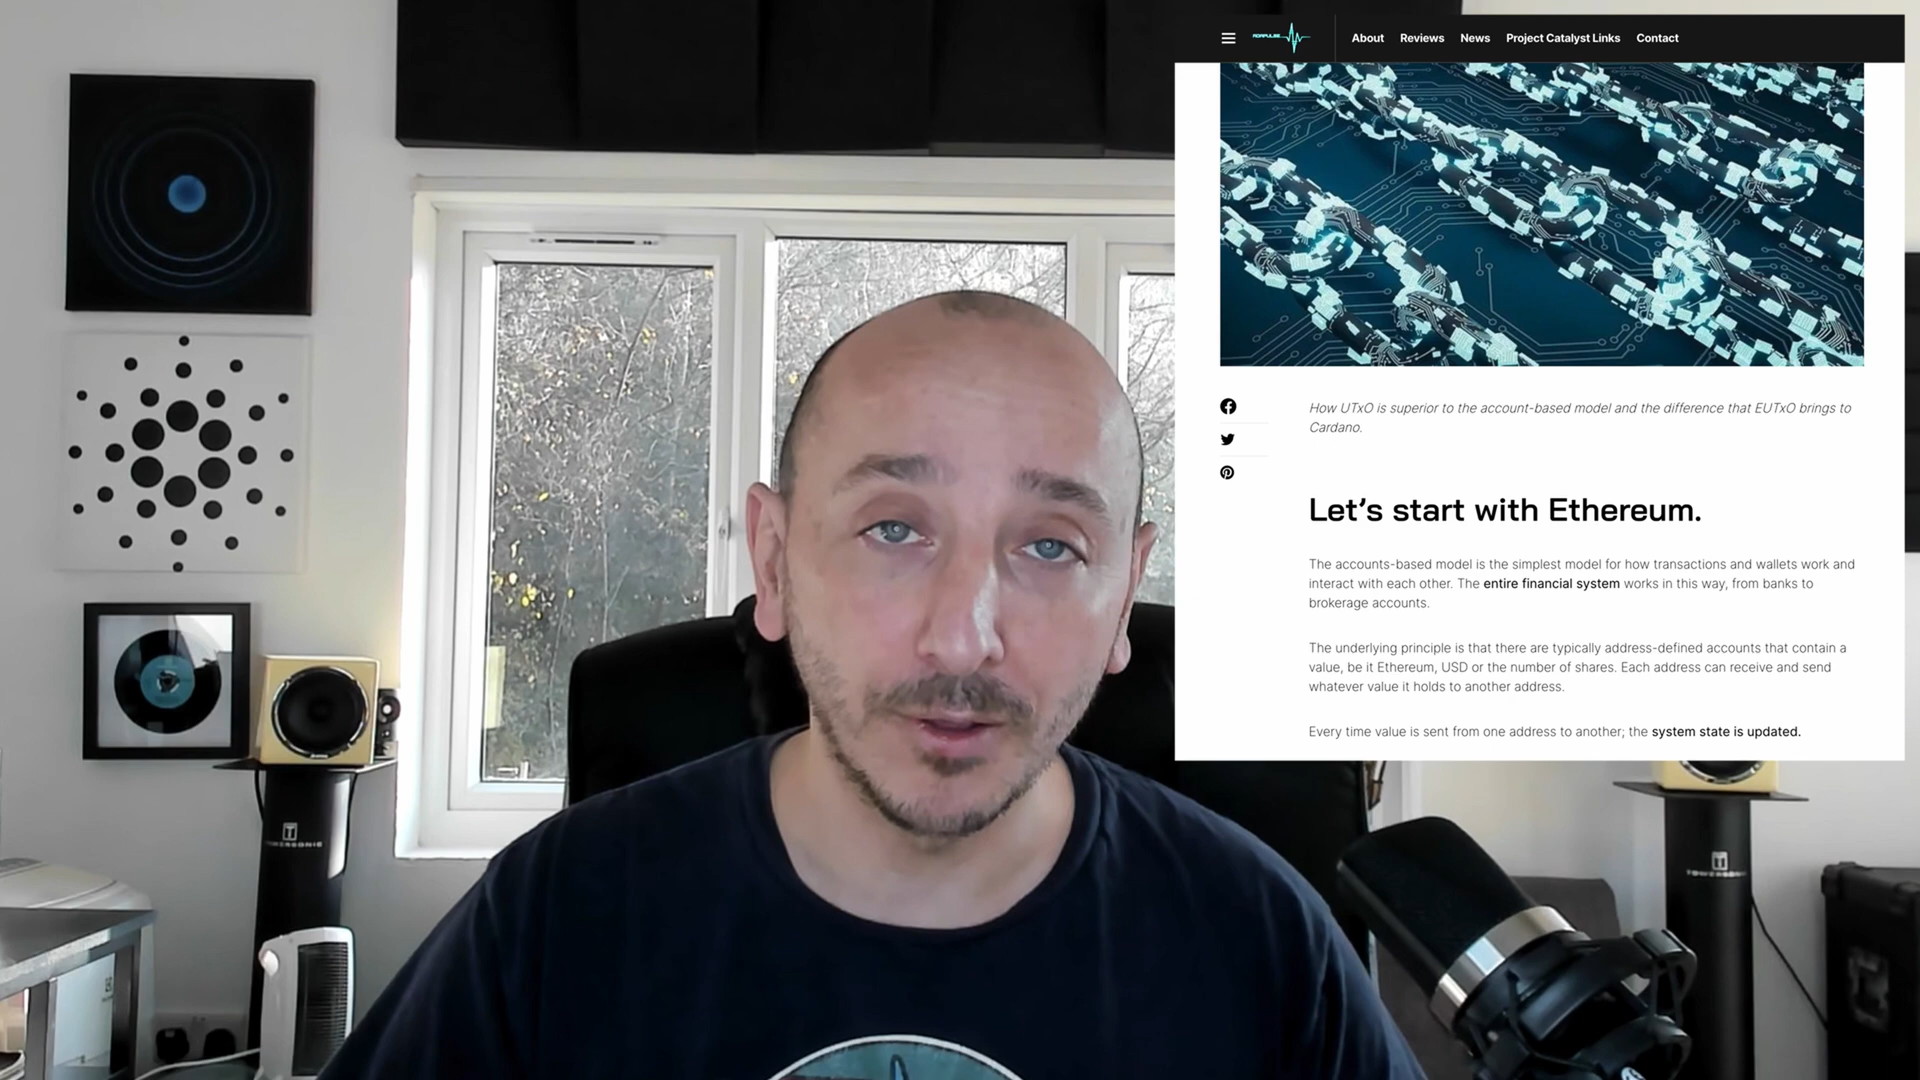 ADAPULSE
About Reviews News Project Catalyst Links Contact
How UTxO is superior to the account-based model and the difference that EUTxO brings to
Cardano.
Let’s start with Ethereum.
The accounts-based model is the simplest model for how transactions and wallets work and
interact with each other. The entire financial system works in this way, from banks to
brokerage accounts.
The underlying principle is that there are typically address-defined accounts that contain a
value, be it Ethereum, USD or the number of shares. Each address can receive and send
whatever value it holds to another address.
Every time value is sent from one address to another; the system state is updated.
TOWERSONIC
TOWERSONIC